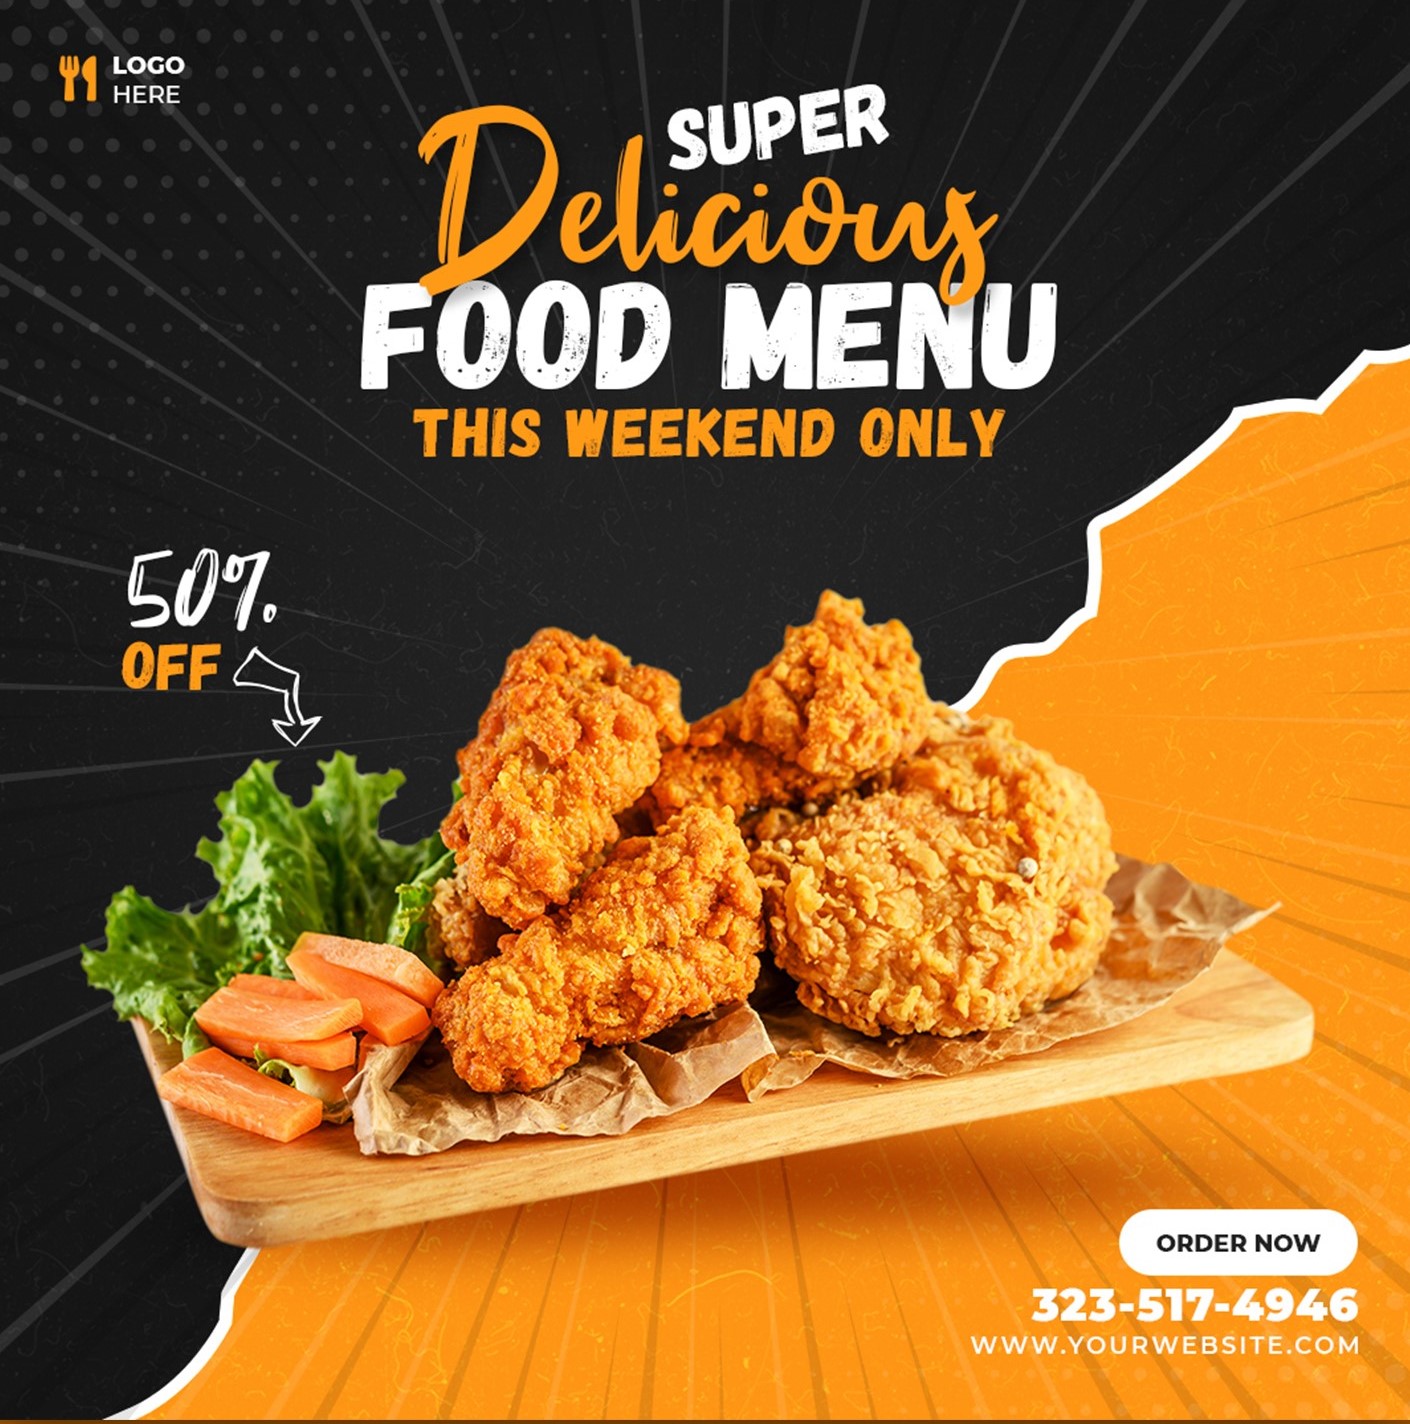 LOGO
HERE
SUPER
Delicious
FOOD MENU
THIS WEEKEND ONLY
50%
OFF
ORDER NOW
323-517-4946
WWW.YOURWEBSITE.COM